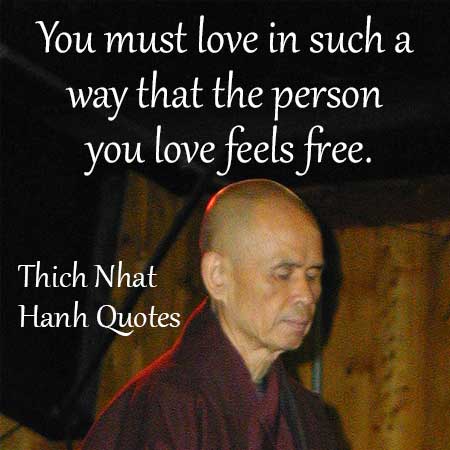 You must love in such a
way that the person
you love feels free.
Thich Nhat
Hanh Quotes